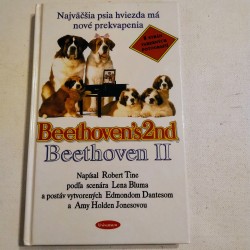 Najväčšia psia hviezda má
nové prekvapenia
Beethoven's 2nd
Beethoven II
Napísal Robert Tine
podľa scenára Lena Bluma
a postáv vytvorených Edmondom Dantesom
a Amy Holden Jonesovou